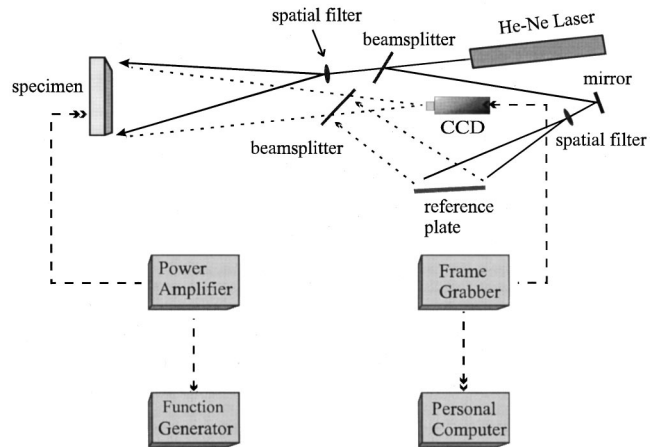 spatial filter
beamsplitter
He-Ne Laser
specimen
mirror
CCD
beamsplitter
spatial filter
reference
plate
Power
Amplifier
Frame
Grabber
Function
Generator
Personal
Computer